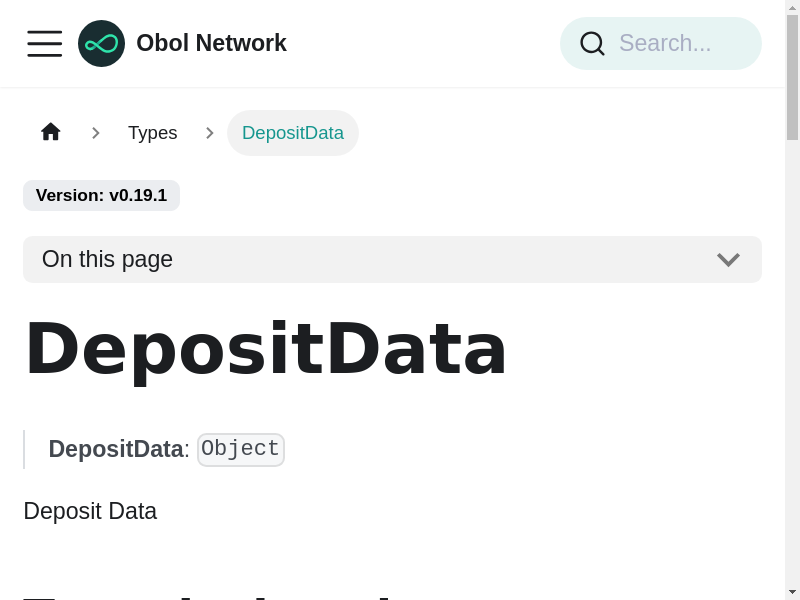 Obol Network
Search...
Types
DepositData
Version: v0.19.1
On this page
DepositData
DepositData: Object
Deposit Data